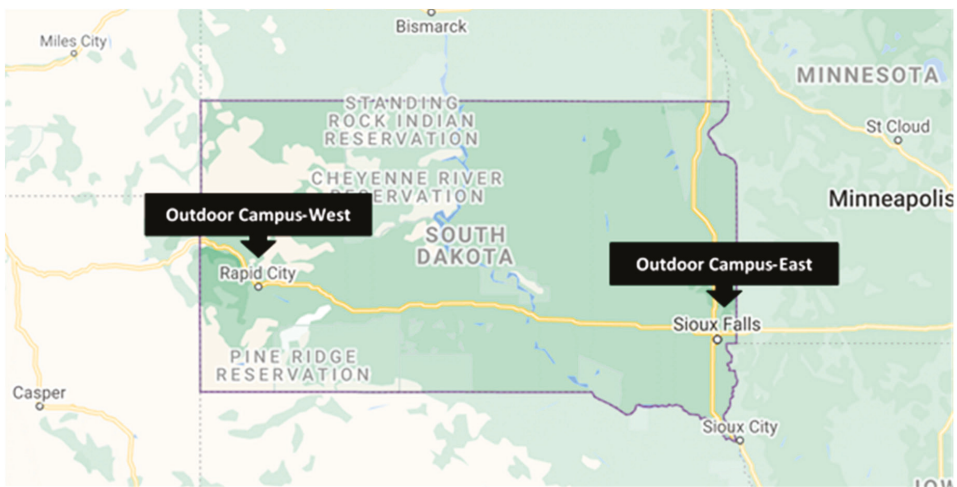 Bismarck
Miles City
MINNESOTA
STANDING
ROCK INDIAN
RESERVATION
St Cloud
CHEYENNE RIVER
RESERVATION
Minneapolis
Outdoor Campus-West
SOUTH
DAKOTA
Outdoor Campus-East
Rapid City
Sioux Falls
PINE RIDGE
RESERVATION
Casper
Sioux City
IOW